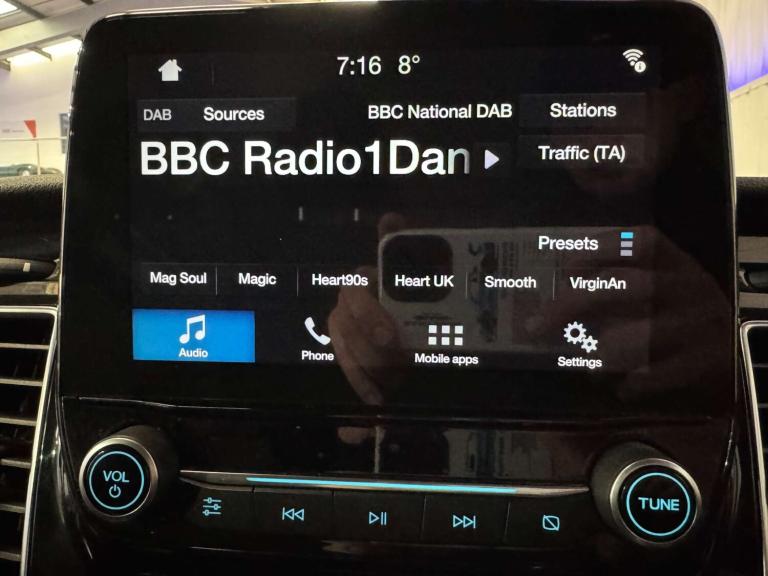 7:16 8°
DAB Sources BBC National DAB Stations
BBC Radio1Dan
Traffic (TA)
Presets
Mag Soul Magic Heart90s Heart UK Smooth VirginAn
Audio Phone Mobile apps Settings
VOL
TUNE